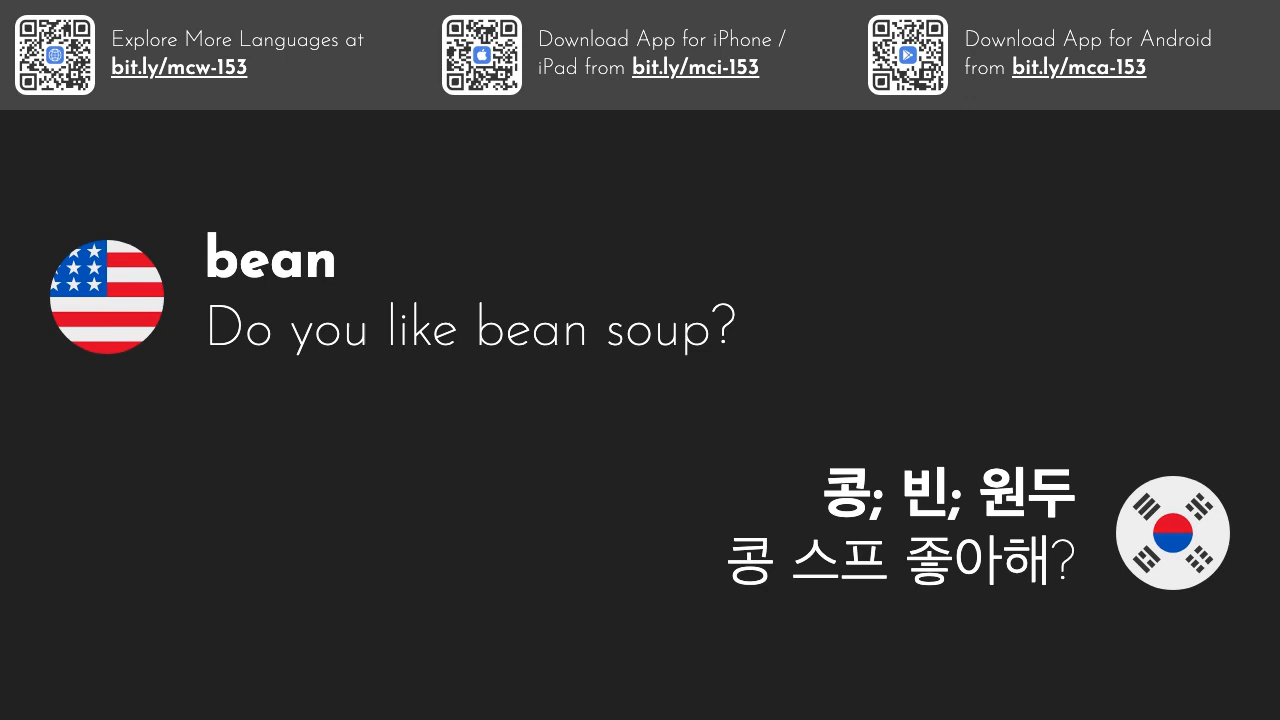 Explore More Languages at
bit.ly/mcw-153
Download App for iPhone /
iPad from bit.ly/mci-153
Download App for Android
from bit.ly/mca-153
bean
Do you like bean soup?
콩; 빈; 원두
콩 스프 좋아해?